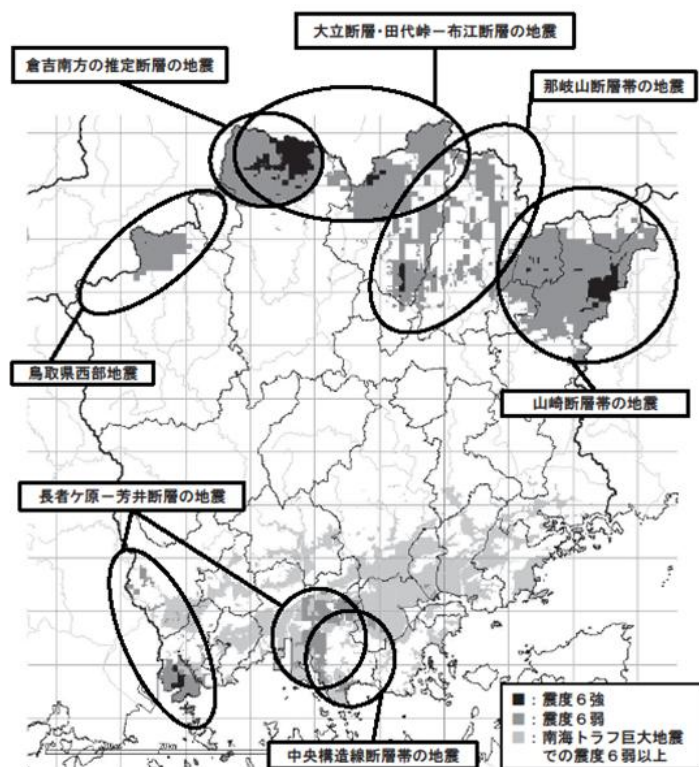 大立断層・田代峠－布江断層の地震
倉吉南方の推定断層の地震
那岐山断層帯の地震
鳥取県西部地震
山崎断層帯の地震
長者ケ原－芳井断層の地震
■：震度６強
■：震度６弱
■：南海トラフ巨大地震
での震度６弱以上
中央構造線断層帯の地震